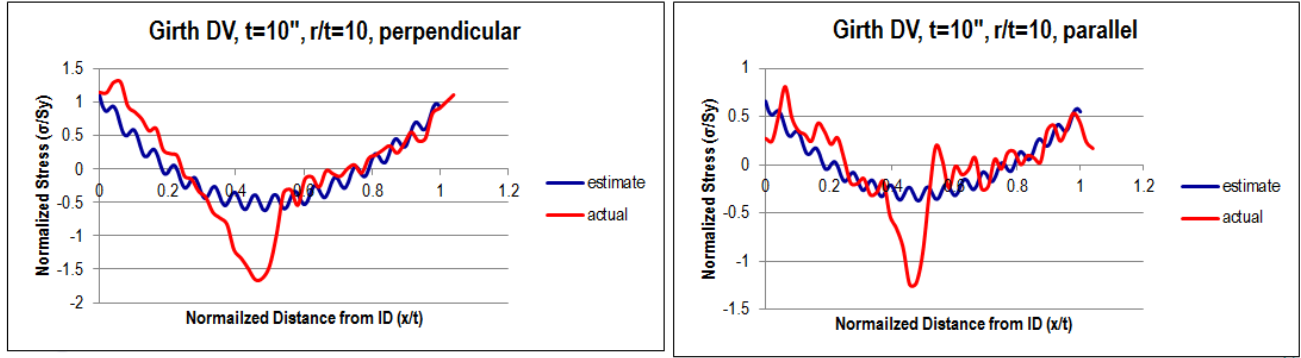 Girth DV, t=10", r/t=10, perpendicular
Normalized Stress (σ/Sy)
1.5
1
0.5
0
-0.5
-1
-1.5
-2
0
0.2
0.4
0.6
0.8
1
1.2
Normailzed Distance from ID (x/t)
estimate
actual
Girth DV, t=10", r/t=10, parallel
Normalized Stress (σ/Sy)
1
0.5
0
-0.5
-1
-1.5
0
0.2
0.4
0.6
0.8
1
1.2
Normailzed Distance from ID (x/t)
estimate
actual